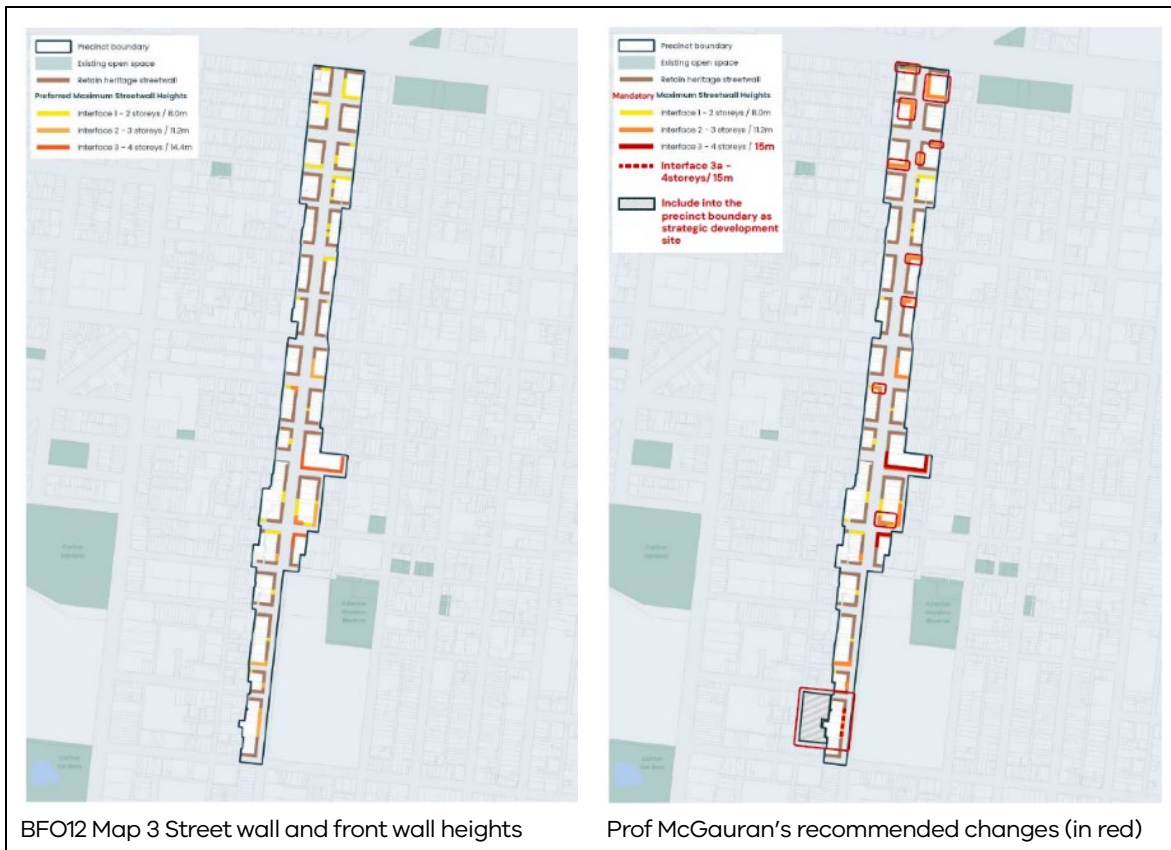 Precinct boundary
Existing open space
Retain heritage streetwall
Preferred Maximum Streetwall Heights
Interface 1 - 2 storeys / 8.0m
Interface 2 - 3 storeys / 11.2m
Interface 3 - 4 storeys / 14.4m
BFO12 Map 3 Street wall and front wall heights
Precinct boundary
Existing open space
Retain heritage streetwall
Mandatory Maximum Streetwall Heights
Interface 1 - 2 storeys / 8.0m
Interface 2 - 3 storeys / 11.2m
Interface 3 - 4 storeys / 15m
Interface 3a -
4storeys/ 15m
Include into the
precinct boundary as
strategic development
site
Prof McGauran's recommended changes (in red)